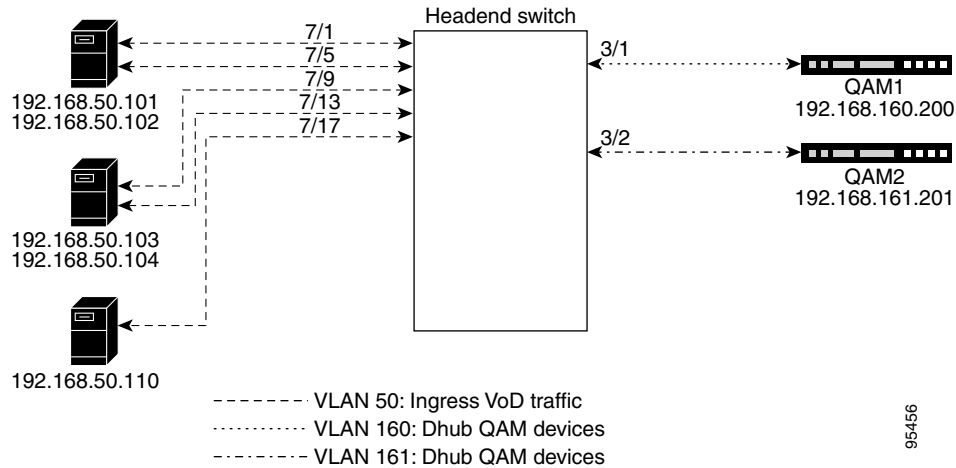 Headend switch
7/1
7/5
7/9
7/13
7/17
3/1
3/2
192.168.50.101
192.168.50.102
192.168.50.103
192.168.50.104
192.168.50.110
QAM1
192.168.160.200
QAM2
192.168.161.201
VLAN 50: Ingress VoD traffic
VLAN 160: Dhub QAM devices
VLAN 161: Dhub QAM devices
95456